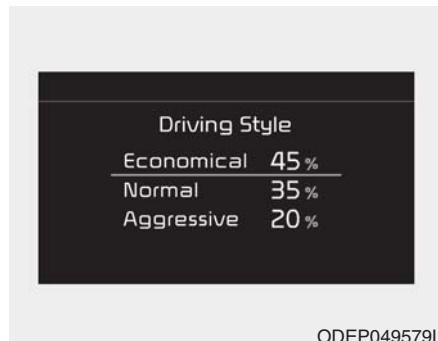 Driving Style
Economical 45 %
Normal 35 %
Aggressive 20 %
ODEP049579L